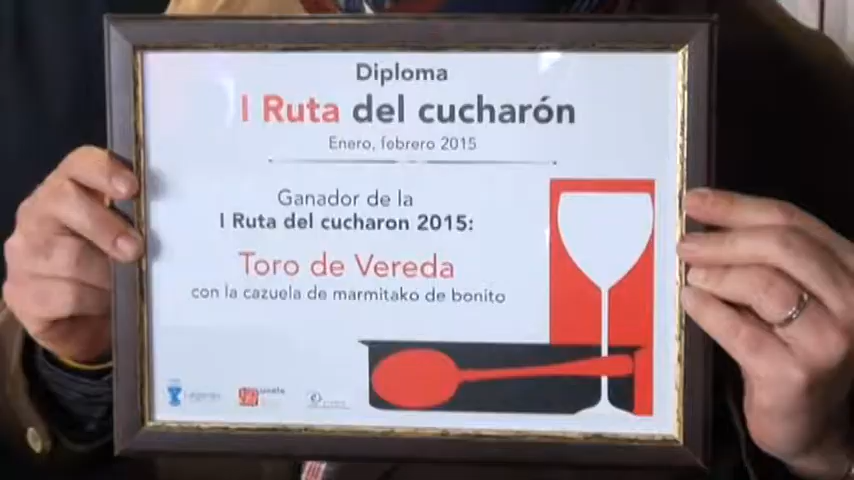 Diploma
I Ruta del cucharón
Enero, febrero 2015
Ganador de la
I Ruta del cucharon 2015:
Toro de Vereda
con la cazuela de marmitako de bonito